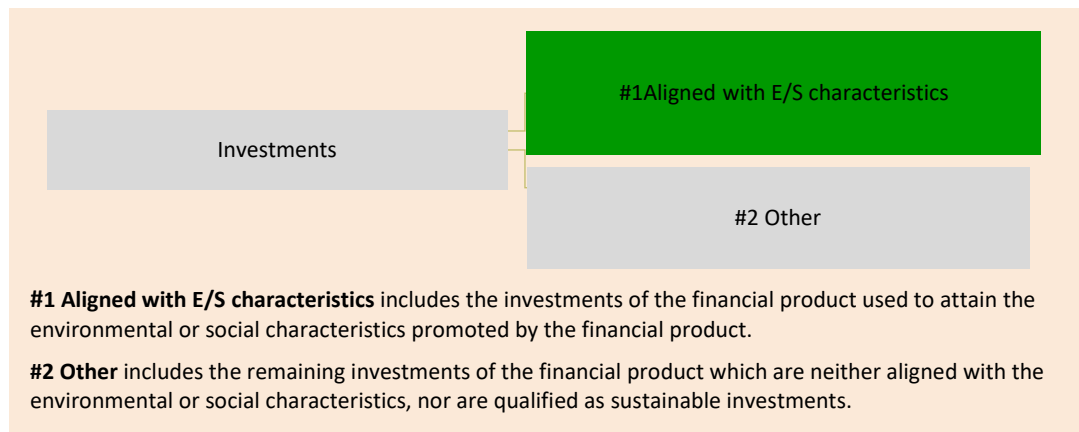 #1Aligned with E/S characteristics
Investments
#2 Other
#1 Aligned with E/S characteristics includes the investments of the financial product used to attain the
environmental or social characteristics promoted by the financial product.
#2 Other includes the remaining investments of the financial product which are neither aligned with the
environmental or social characteristics, nor are qualified as sustainable investments.